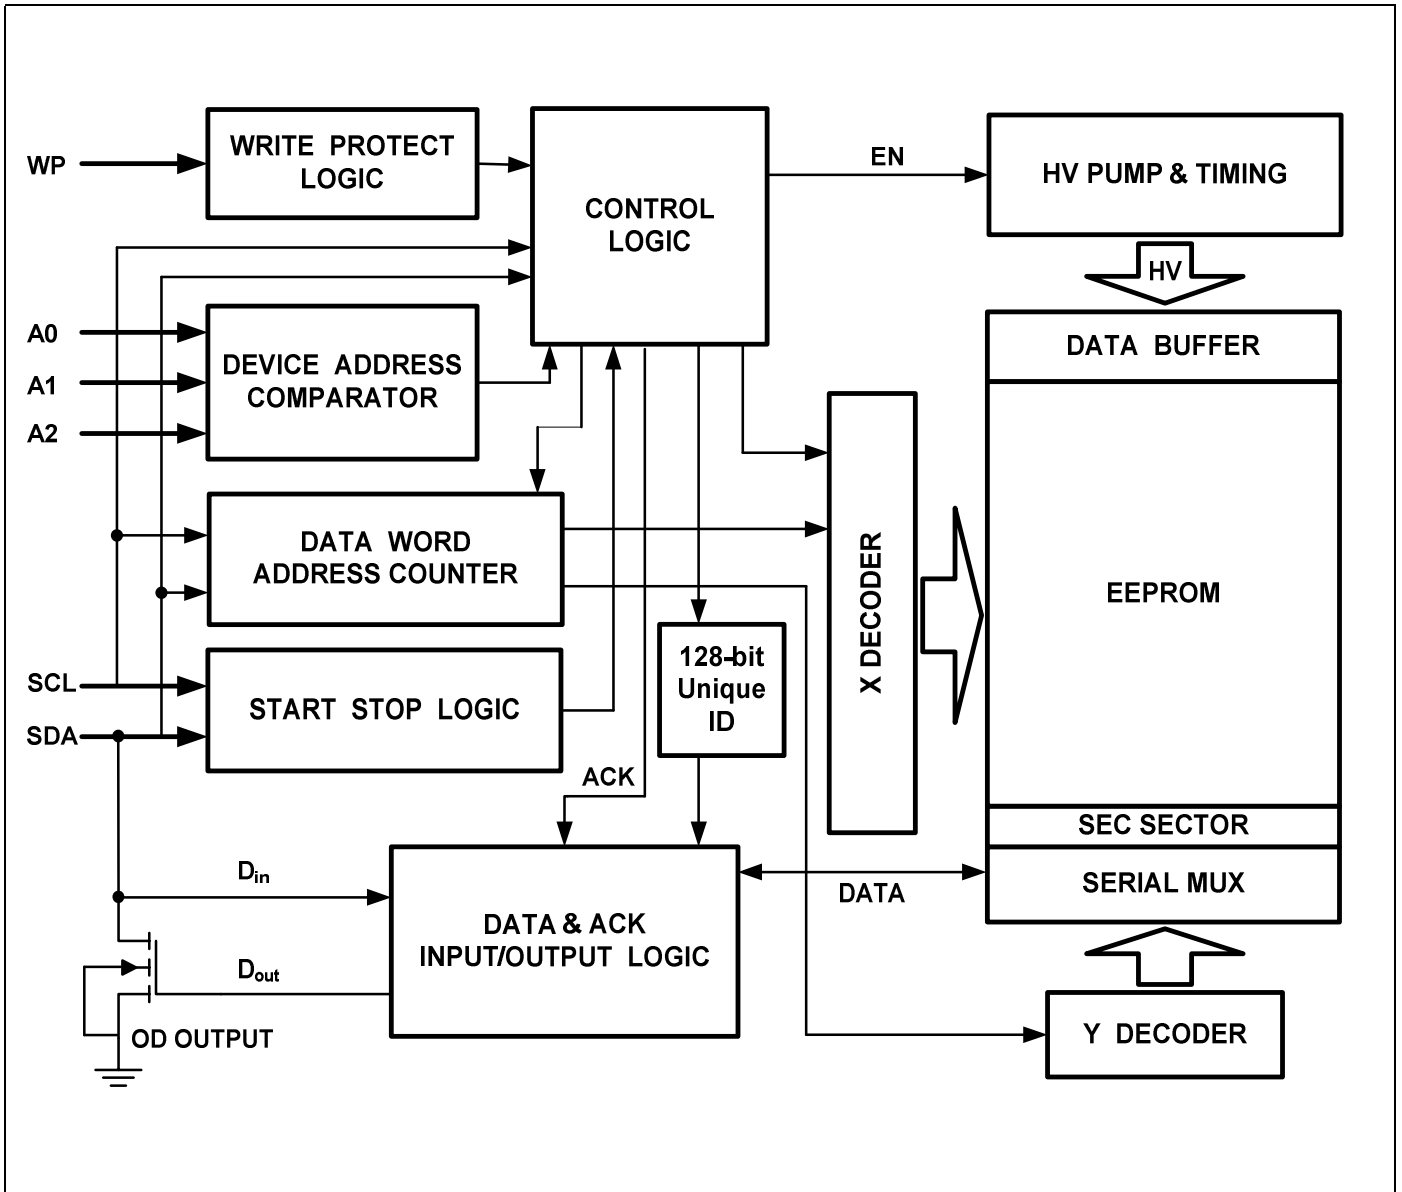 WP
WRITE PROTECT
LOGIC
CONTROL
LOGIC
EN
HV PUMP & TIMING
HV
A0
A1
A2
DEVICE ADDRESS
COMPARATOR
DATA BUFFER
DATA WORD
ADDRESS COUNTER
X DECODER
EEPROM
SCL
SDA
START STOP LOGIC
128-bit
Unique
ID
ACK
SEC SECTOR
SERIAL MUX
Din
DATA & ACK
INPUT/OUTPUT LOGIC
DATA
Dout
OD OUTPUT
Y DECODER